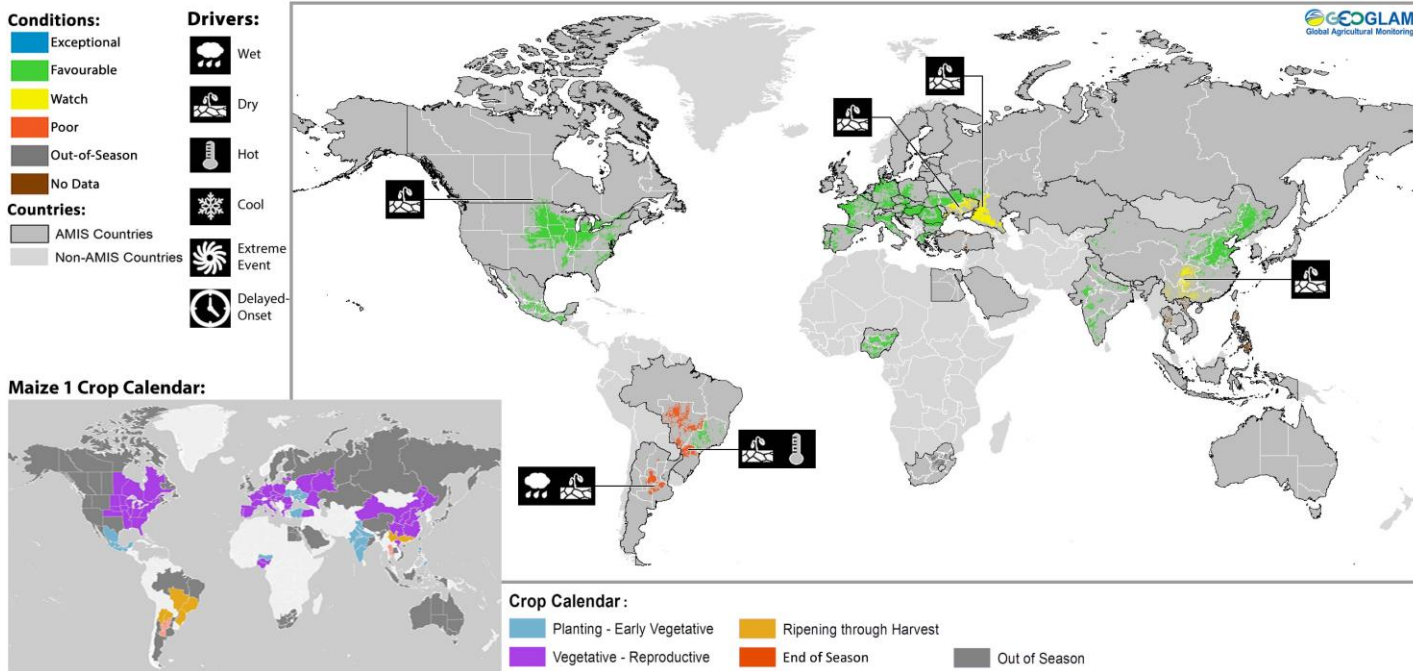 Conditions:
Exceptional
Favourable
Watch
Poor
Out-of-Season
No Data
Countries:
AMIS Countries
Non-AMIS Countries
Drivers:
Wet
Dry
Hot
Cool
Extreme
Event
Delayed-
Onset
GEOGLAM
Global Agricultural Monitoring
Maize 1 Crop Calendar:
Crop Calendar :
Planting - Early Vegetative
Ripening through Harvest
Vegetative - Reproductive
End of Season
Out of Season